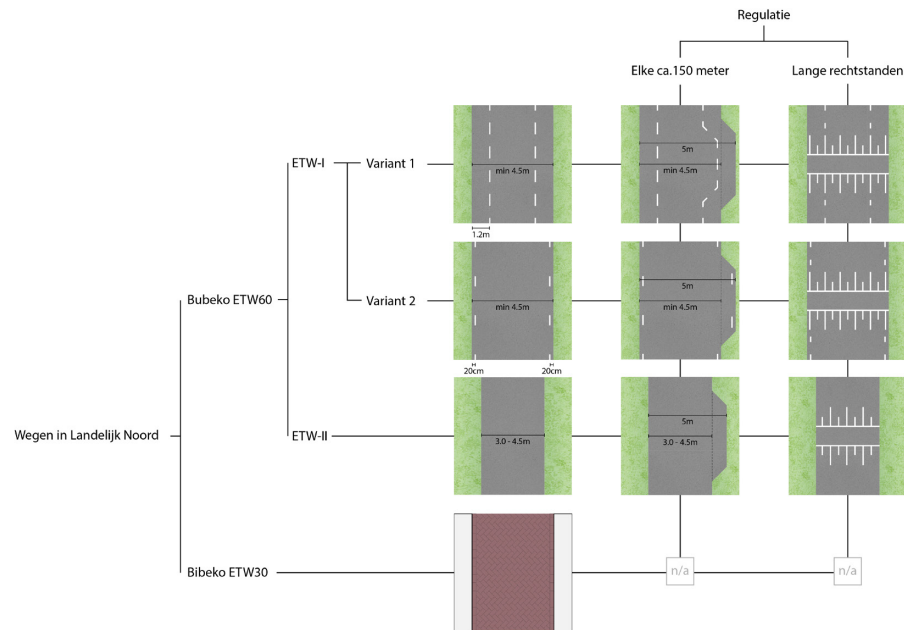 Regulatie
Elke ca.150 meter
Lange rechtstanden
ETW-I
Variant 1
min 4.5m
5m
min 4.5m
1.2m
Bubeko ETW60
Variant 2
min 4.5m
5m
min 4.5m
20cm
20cm
Wegen in Landelijk Noord
ETW-II
3.0 - 4.5m
5m
3.0 - 4.5m
Bibeko ETW30
n/a
n/a